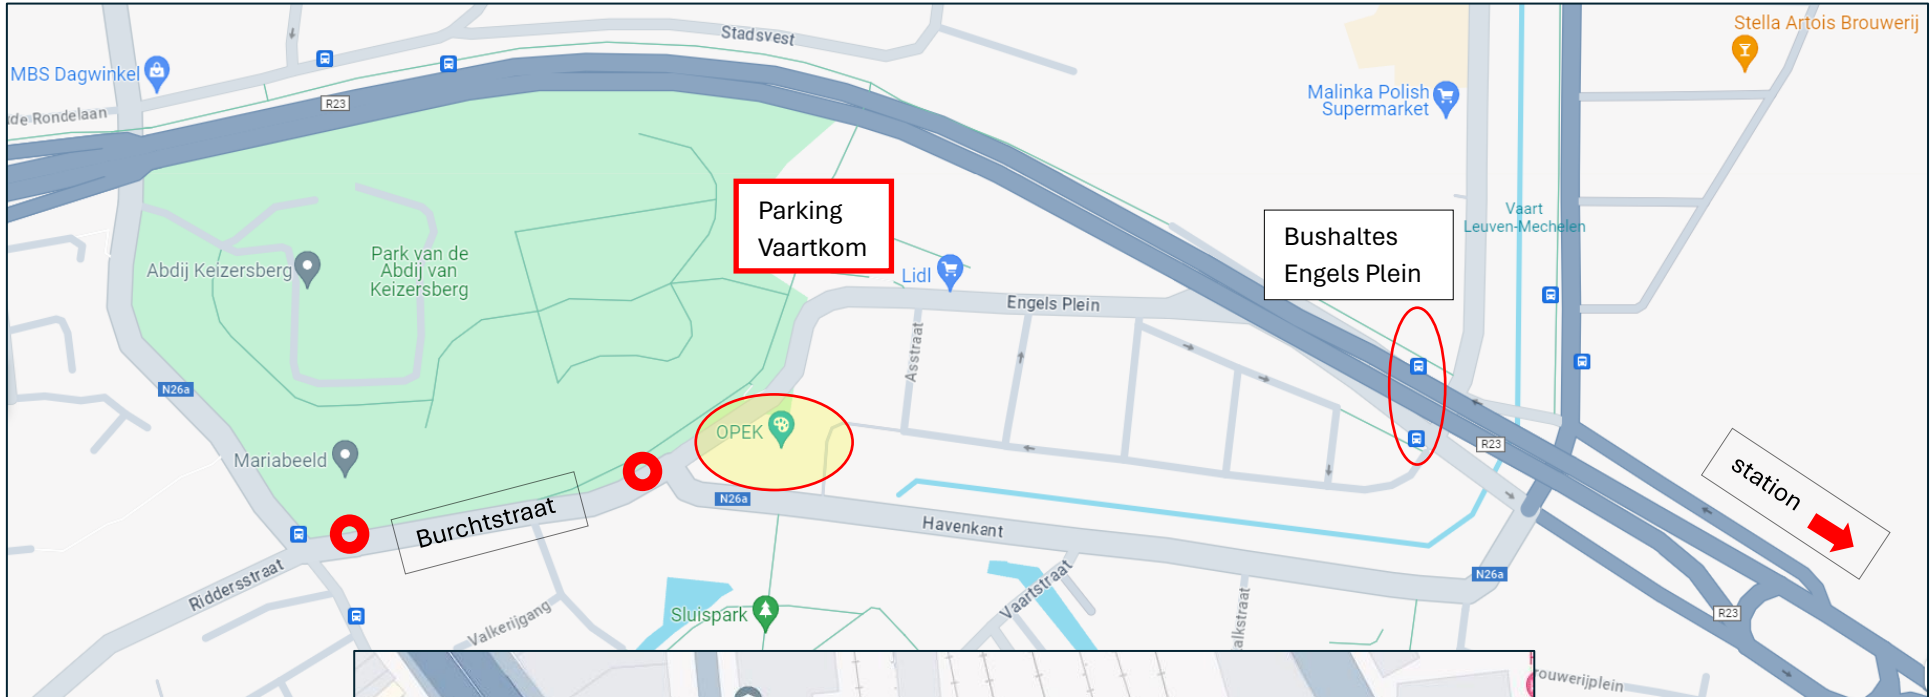 Stadsvest
Stella Artois Brouwerij
MBS Dagwinkel
R23
de Rondelaan
Malinka Polish
Supermarket
Parking
Vaartkom
Vaart
Leuven-Mechelen
Bushaltes
Engels Plein
Park van de
Abdij van
Keizersberg
Abdij Keizersberg
Lidl
Engels Plein
Asstraat
N26a
OPEK
R23
Mariabeeld
station
N26a
Burchtstraat
Havenkant
Riddersstraat
N26a
Vaartstraat
Sluispark
Valkerijgang
alkstraat
R23
rouwerijplein